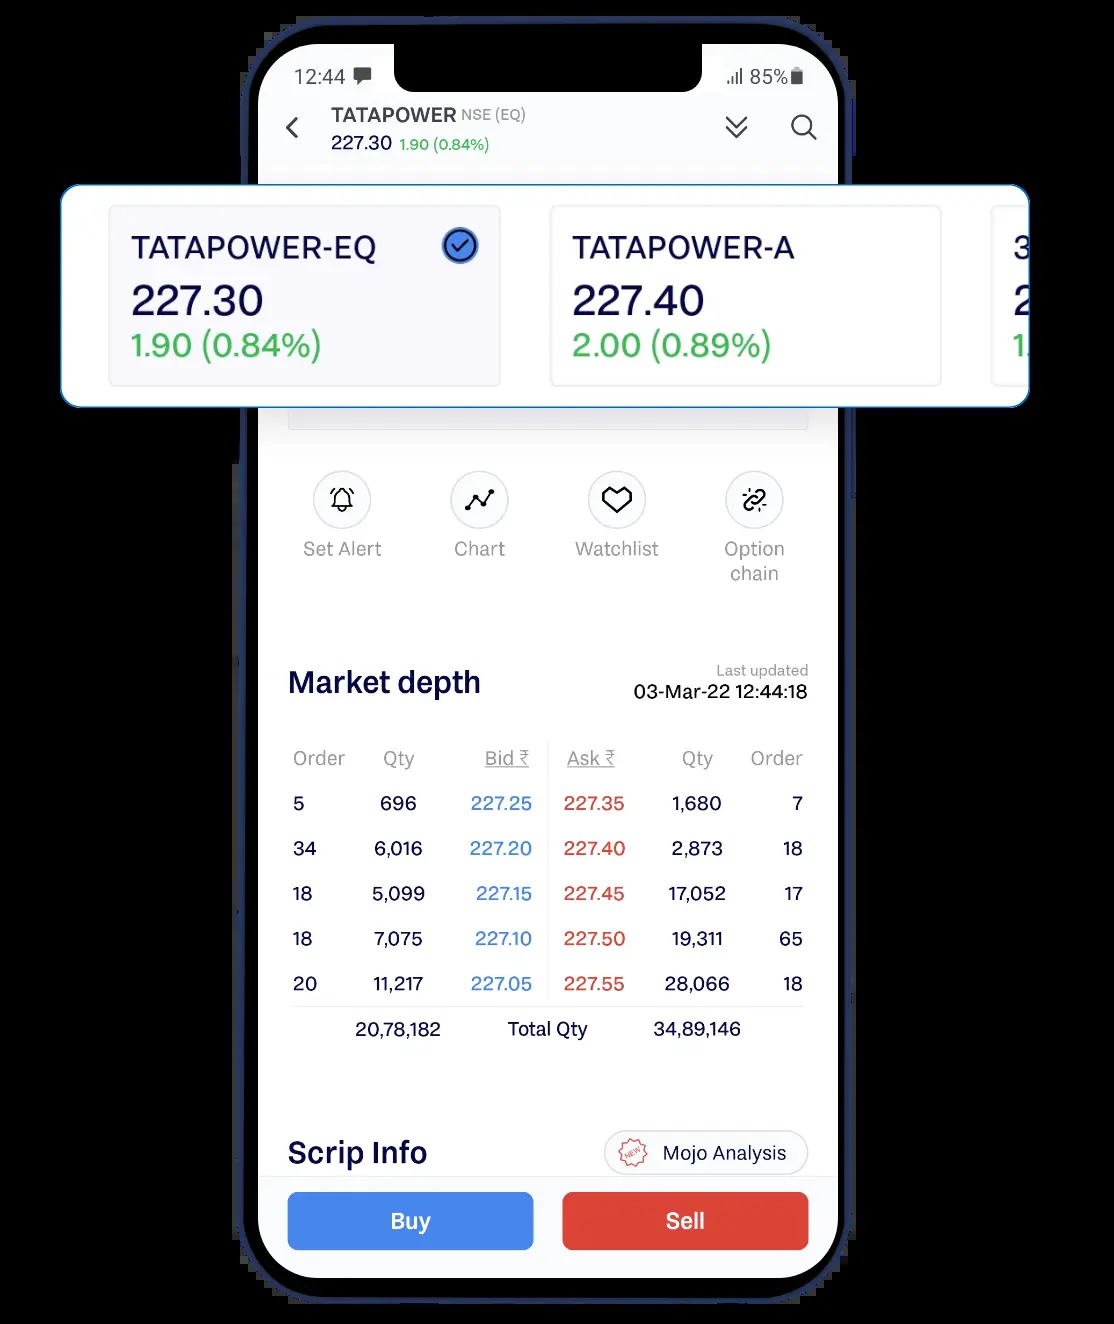 12:44 85%
TATAPOWER NSE (EQ)
227.30 1.90 (0.84%)
TATAPOWER-EQ TATAPOWER-A 3
227.30 227.40 2
1.90 (0.84%) 2.00 (0.89%) 1.
Set Alert Chart Watchlist Option
chain
Last updated
Market depth 03-Mar-22 12:44:18
Order Qty Bid ₹ Ask ₹ Qty Order
5 696 227.25 227.35 1,680 7
34 6,016 227.20 227.40 2,873 18
18 5,099 227.15 227.45 17,052 17
18 7,075 227.10 227.50 19,311 65
20 11,217 227.05 227.55 28,066 18
20,78,182 Total Qty 34,89,146
Scrip Info NEW Mojo Analysis
Buy Sell